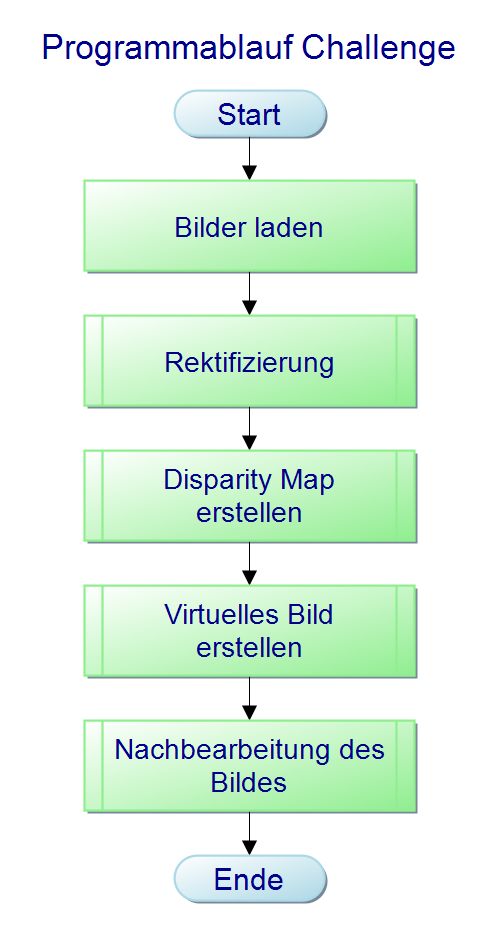 Programmablauf Challenge
Start
Bilder laden
Rektifizierung
Disparity Map
erstellen
Virtuelles Bild
erstellen
Nachbearbeitung des
Bildes
Ende